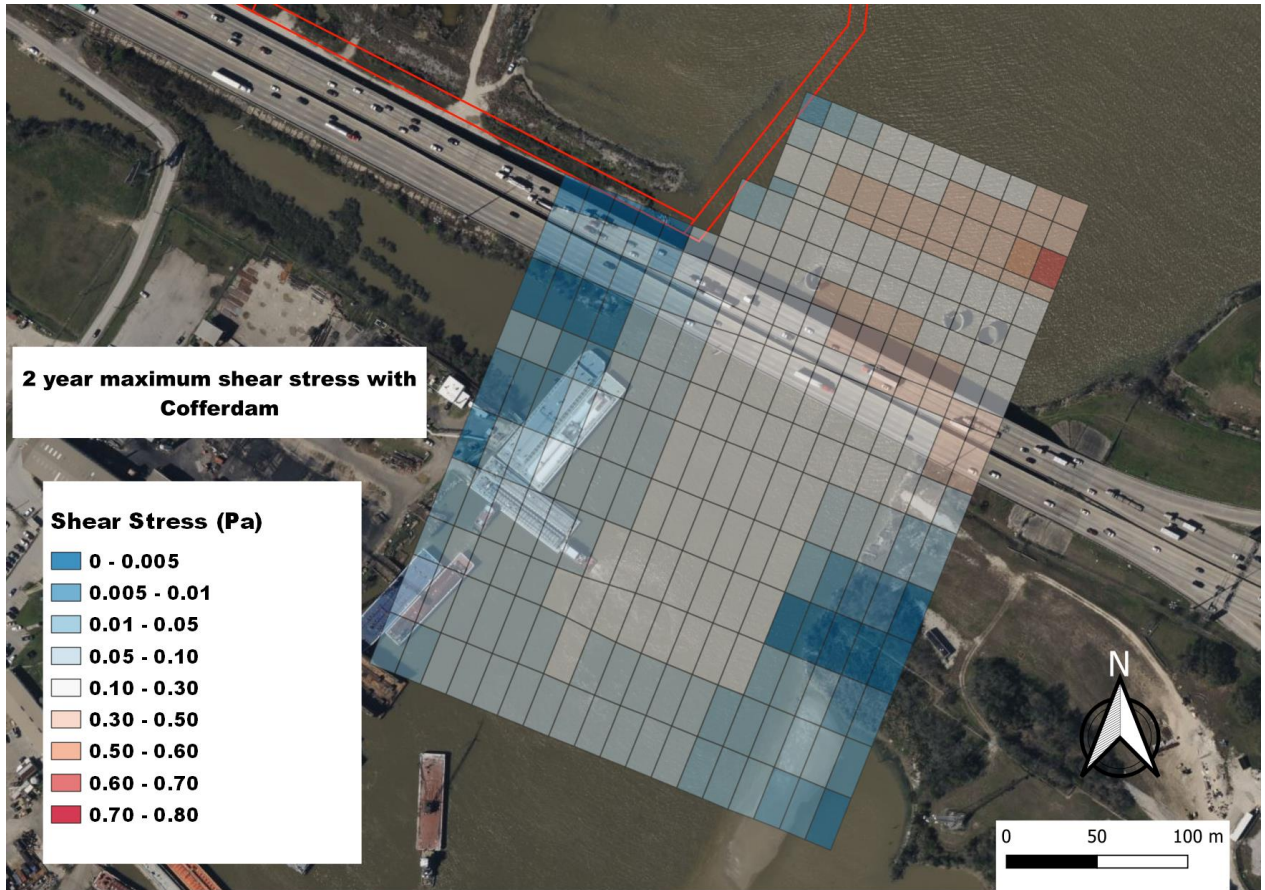 2 year maximum shear stress with
Cofferdam
Shear Stress (Pa)
0 - 0.005
0.005 - 0.01
0.01 - 0.05
0.05 - 0.10
0.10 - 0.30
0.30 - 0.50
0.50 - 0.60
0.60 - 0.70
0.70 - 0.80
N
0 50 100 m